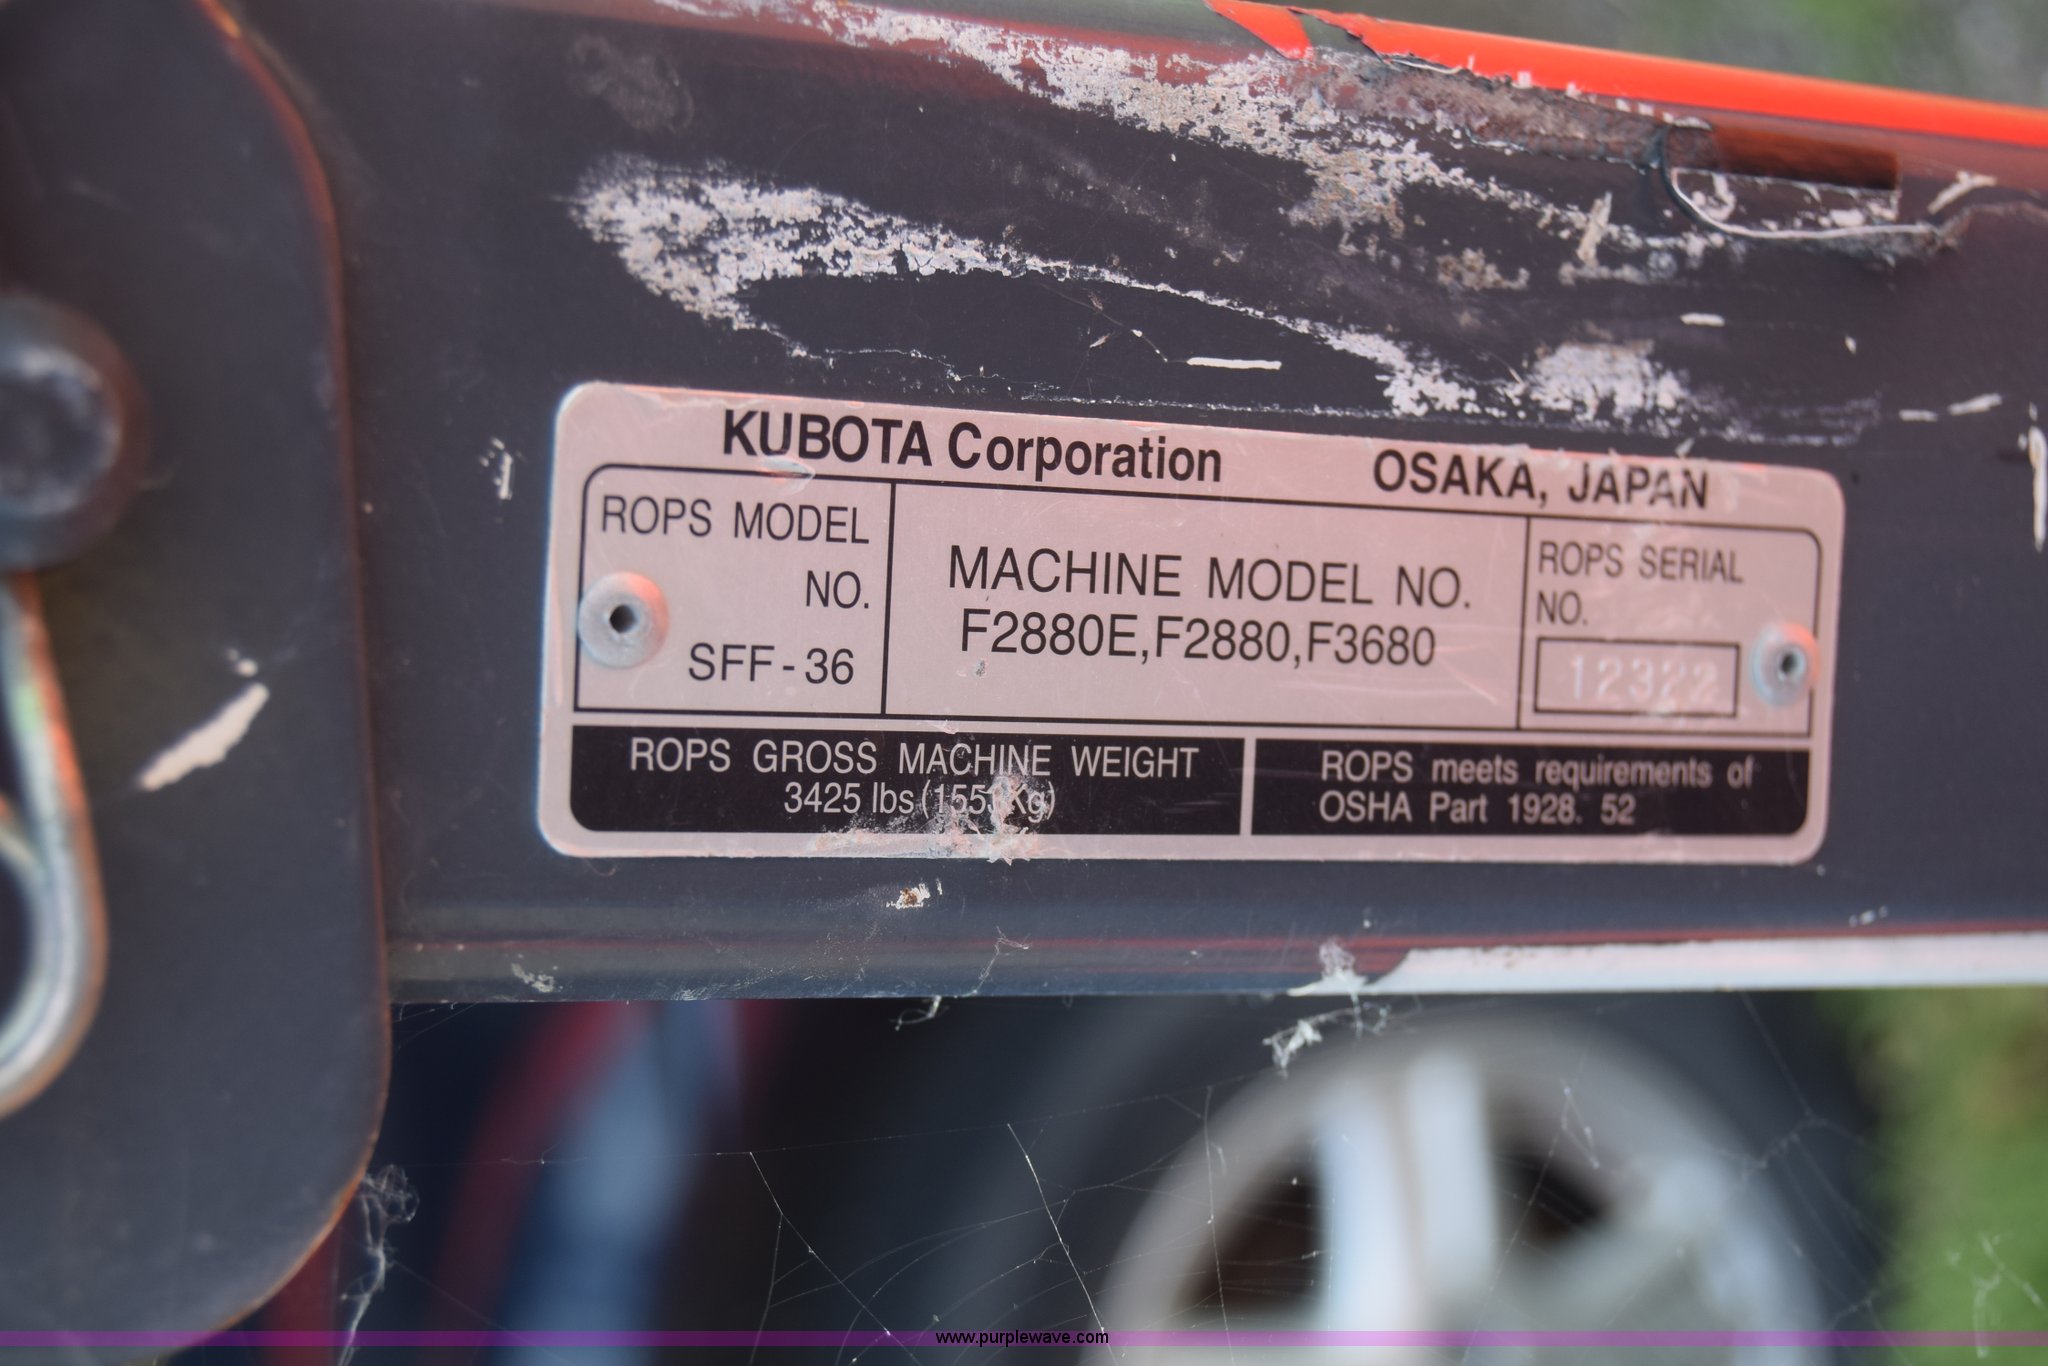 KUBOTA Corporation OSAKA, JAPAN
ROPS MODEL
NO.
SFF-36
MACHINE MODEL NO.
F2880E,F2880,F3680
ROPS SERIAL
NO.
12322
ROPS GROSS MACHINE WEIGHT
3425 lbs (1553Kg)
ROPS meets requirements of
OSHA Part 1928. 52
www.purplewave.com